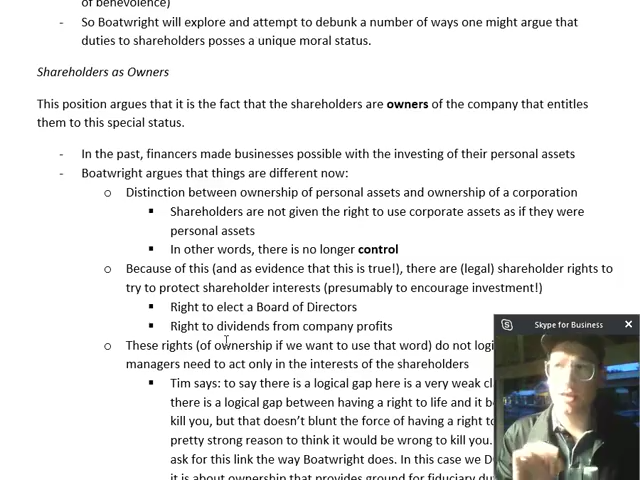 of benevolence)
- So Boatwright will explore and attempt to debunk a number of ways one might argue that
duties to shareholders posses a unique moral status.
Shareholders as Owners
This position argues that it is the fact that the shareholders are owners of the company that entitles
them to this special status.
- In the past, financers made businesses possible with the investing of their personal assets
- Boatwright argues that things are different now:
o Distinction between ownership of personal assets and ownership of a corporation
▪ Shareholders are not given the right to use corporate assets as if they were
personal assets
▪ In other words, there is no longer control
o Because of this (and as evidence that this is true!), there are (legal) shareholder rights to
try to protect shareholder interests (presumably to encourage investment!)
▪ Right to elect a Board of Directors
▪ Right to dividends from company profits
Skype for Business
o These rights (of ownership if we want to use that word) do not logi
managers need to act only in the interests of the shareholders
▪ Tim says: to say there is a logical gap here is a very weak cl
there is a logical gap between having a right to life and it b
kill you, but that doesn't blunt the force of having a right to
pretty strong reason to think it would be wrong to kill you.
ask for this link the way Boatwright does. In this case we D
it is about ownership that provides ground for fiduciary du